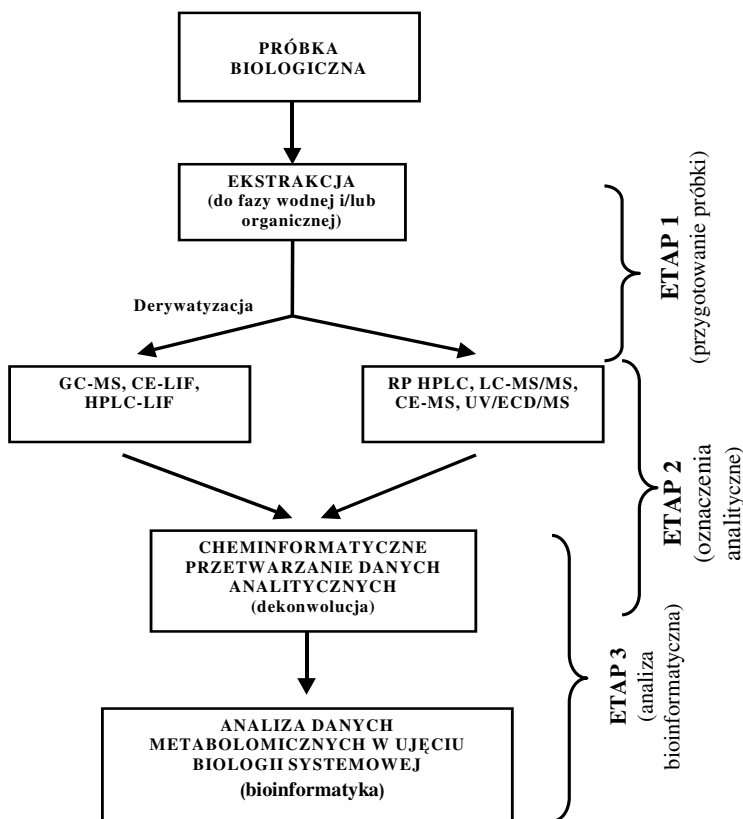 PRÓBKA
BIOLOGICZNA
EKSTRAKCJA
(do fazy wodnej i/lub
organicznej)
ETAP 1
(przygotowanie próbki)
Derywatyzacja
GC-MS, CE-LIF,
HPLC-LIF
RP HPLC, LC-MS/MS,
CE-MS, UV/ECD/MS
ETAP 2
(oznaczenia
analityczne)
CHEMINFORMATYCZNE
PRZETWARZANIE DANYCH
ANALITYCZNYCH
(dekonwolucja)
ETAP 3
(analiza
bioinformatyczna)
ANALIZA DANYCH
METABOLOMICZNYCH W UJĘCIU
BIOLOGII SYSTEMOWEJ
(bioinformatyka)